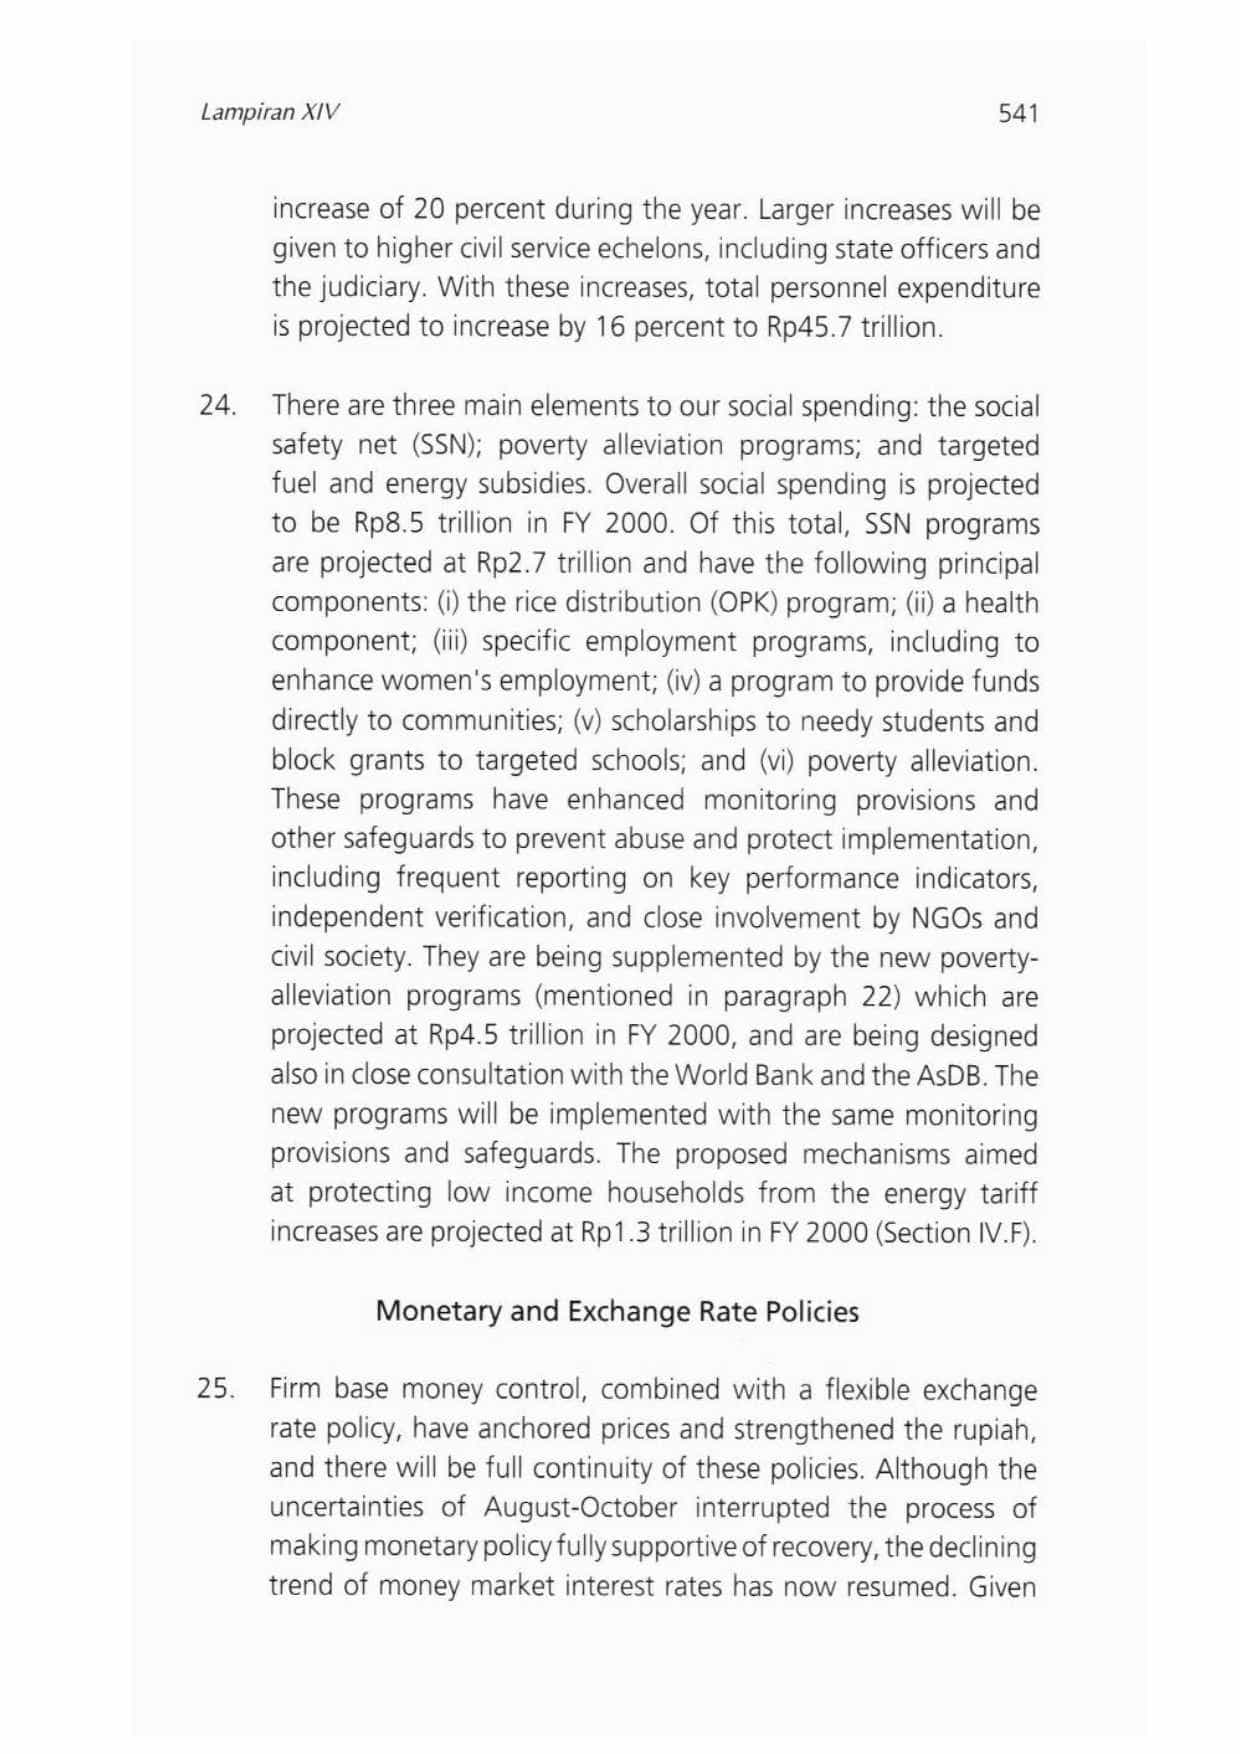 Lampiran XIV 541
increase of 20 percent during the year. Larger increases will be
given to higher civil service echelons, including state officers and
the judiciary. With these increases, total personnel expenditure
is projected to increase by 16 percent to Rp45.7 trillion.
24. There are three main elements to our social spending: the social
safety net (SSN); poverty alleviation programs; and targeted
fuel and energy subsidies. Overall social spending is projected
to be Rp8.5 trillion in FY 2000. Of this total, SSN programs
are projected at Rp2.7 trillion and have the following principal
components: (i) the rice distribution (OPK) program; (ii) a health
component; (iii) specific employment programs, including to
enhance women's employment; (iv) a program to provide funds
directly to communities; (v) scholarships to needy students and
block grants to targeted schools; and (vi) poverty alleviation.
These programs have enhanced monitoring provisions and
other safeguards to prevent abuse and protect implementation,
including frequent reporting on key performance indicators,
independent verification, and close involvement by NGOs and
civil society. They are being supplemented by the new poverty-
alleviation programs (mentioned in paragraph 22) which are
projected at Rp4.5 trillion in FY 2000, and are being designed
also in close consultation with the World Bank and the AsDB. The
new programs will be implemented with the same monitoring
provisions and safeguards. The proposed mechanisms aimed
at protecting low income households from the energy tariff
increases are projected at Rp1.3 trillion in FY 2000 (Section IV.F).
Monetary and Exchange Rate Policies
25. Firm base money control, combined with a flexible exchange
rate policy, have anchored prices and strengthened the rupiah,
and there will be full continuity of these policies. Although the
uncertainties of August-October interrupted the process of
making monetary policy fully supportive of recovery, the declining
trend of money market interest rates has now resumed. Given